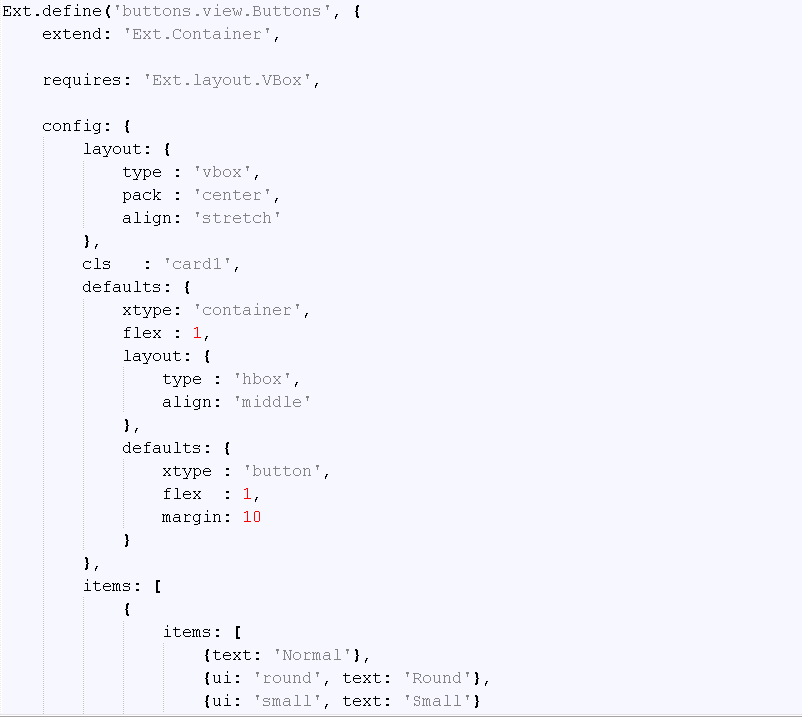 Ext.define('buttons.view.Buttons', {
    extend: 'Ext.Container',

    requires: 'Ext.layout.VBox',

    config: {
        layout: {
            type : 'vbox',
            pack : 'center',
            align: 'stretch'
        },
        cls   : 'card1',
        defaults: {
            xtype: 'container',
            flex : 1,
            layout: {
                type : 'hbox',
                align: 'middle'
            },
            defaults: {
                xtype : 'button',
                flex  : 1,
                margin: 10
            }
        },
        items: [
            {
                items: [
                    {text: 'Normal'},
                    {ui: 'round', text: 'Round'},
                    {ui: 'small', text: 'Small'}